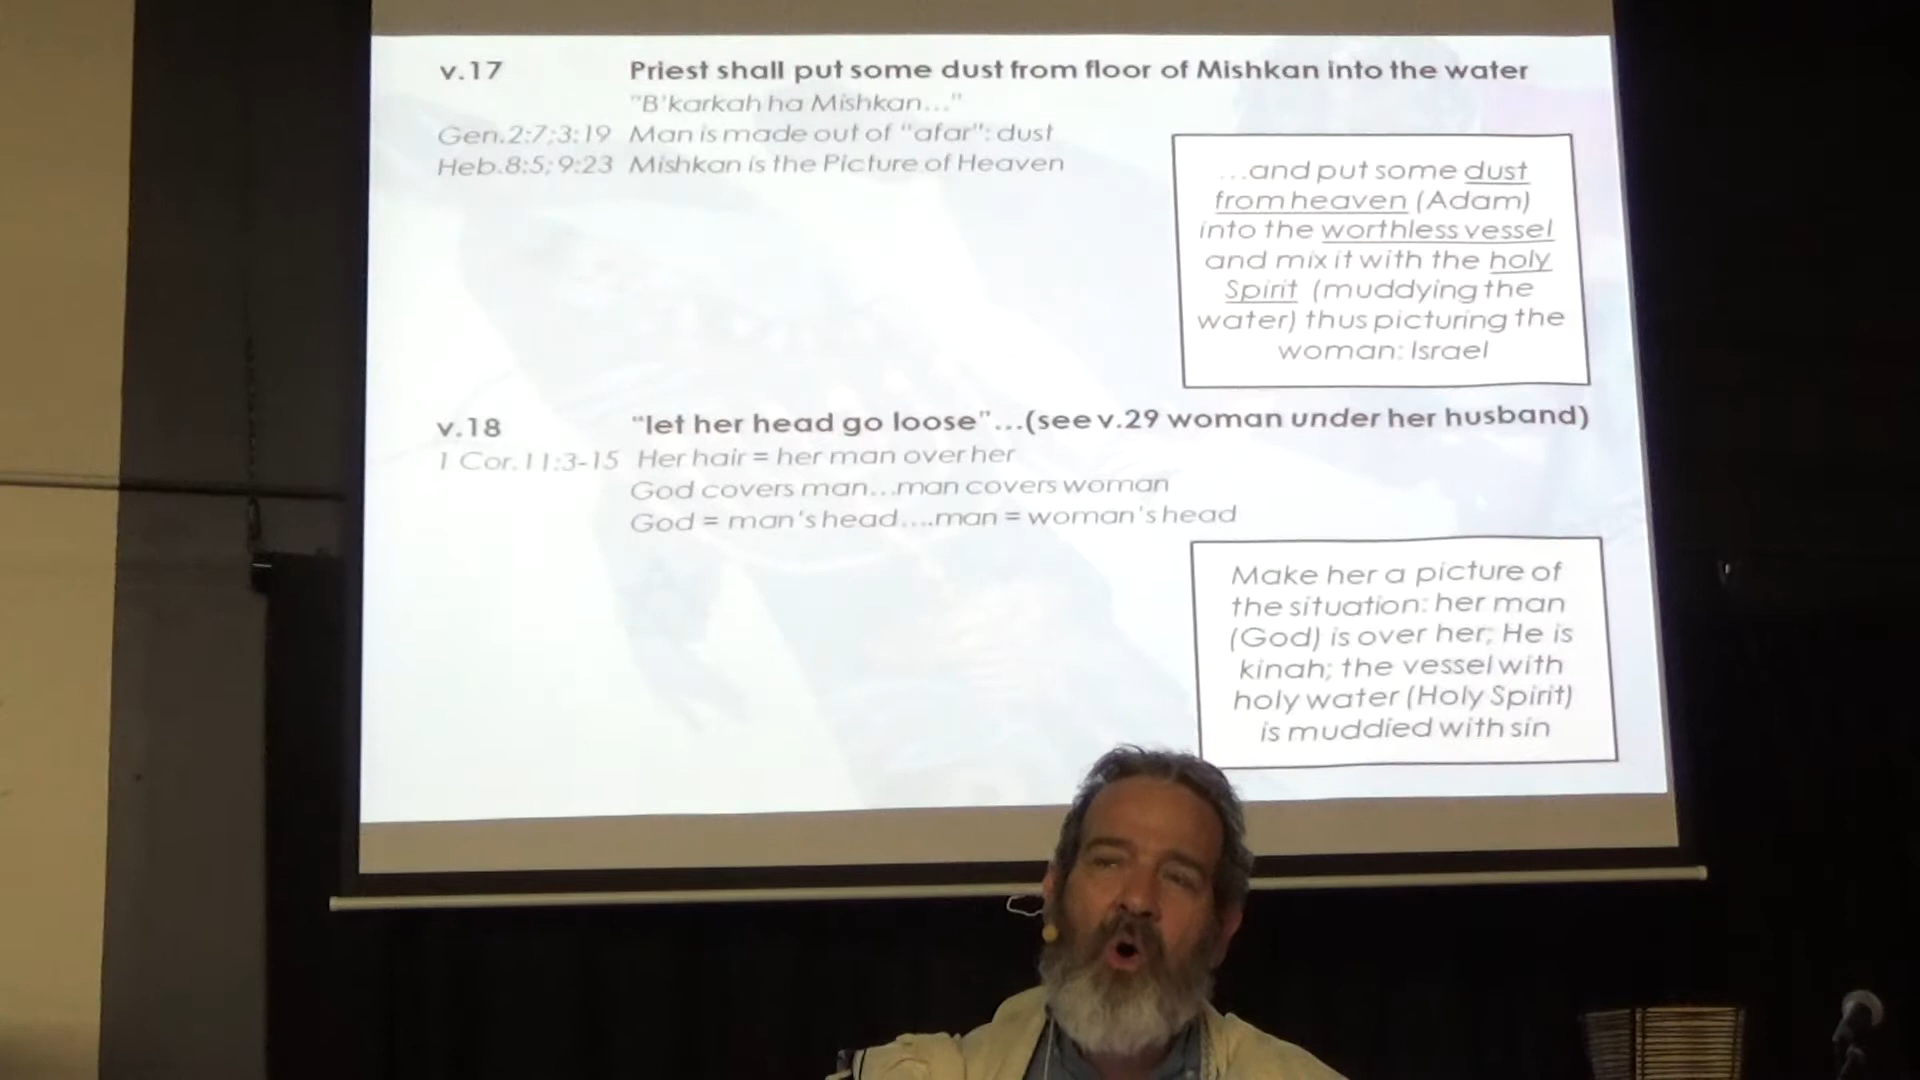 v.17 Priest shall put some dust from floor of Mishkan into the water
"B'karkah ha Mishkan..."
Gen.2:7;3:19 Man is made out of "afar": dust
Heb.8:5; 9:23 Mishkan is the Picture of Heaven
...and put some dust
from heaven (Adam)
into the worthless vessel
and mix it with the holy
Spirit (muddying the
water) thus picturing the
woman: Israel
v.18 "let her head go loose"...(see v.29 woman under her husband)
1 Cor.11:3-15 Her hair = her man over her
God covers man...man covers woman
God = man's head....man = woman's head
Make her a picture of
the situation: her man
(God) is over her; He is
kinah; the vessel with
holy water (Holy Spirit)
is muddied with sin